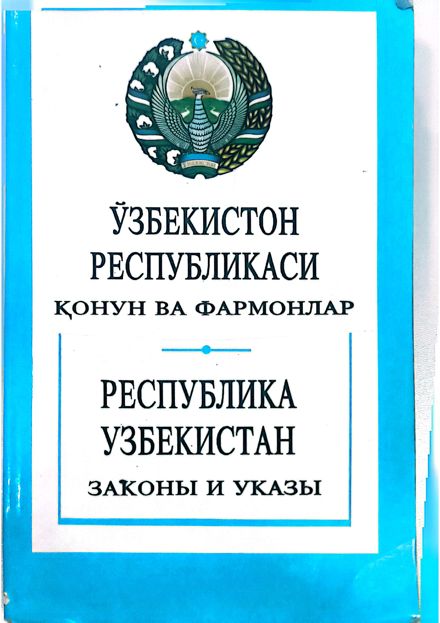 ЎЗБЕКИСТОН
РЕСПУБЛИКАСИ
ҚОНУН ВА ФАРМОНЛАР
РЕСПУБЛИКА
УЗБЕКИСТАН
ЗАКОНЫ И УКАЗЫ